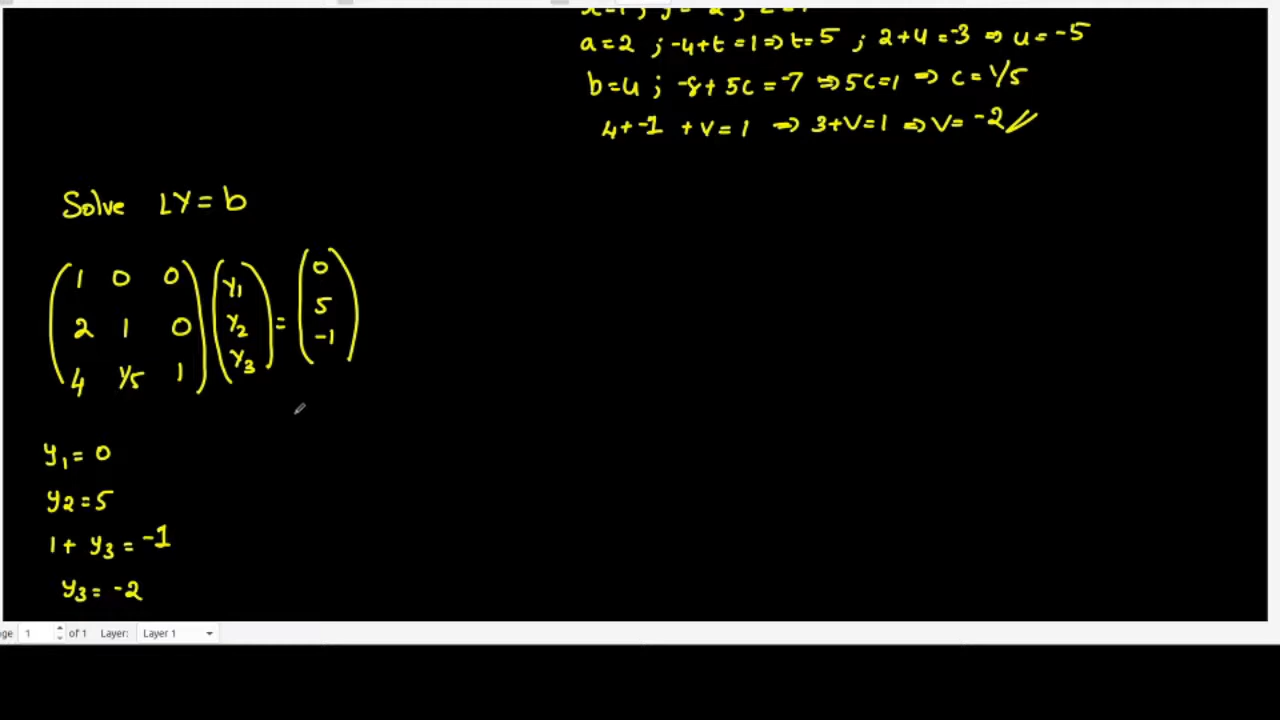 a=2 ; -4+t=1 ⇒ t=5 ; 2+u=-3 ⇒ u=-5
b=4 ; -8+5c=-7 ⇒ 5c=1 ⇒ c=1/5
4+-1 +v=1 ⇒ 3+v=1 ⇒ v=-2
Solve LY=b
1 0 0 y1 0
2 1 0 y2 = 5
4 1/5 1 y3 -1
y1=0
y2=5
1+y3=-1
y3=-2
age 1 of 1 Layer: Layer 1